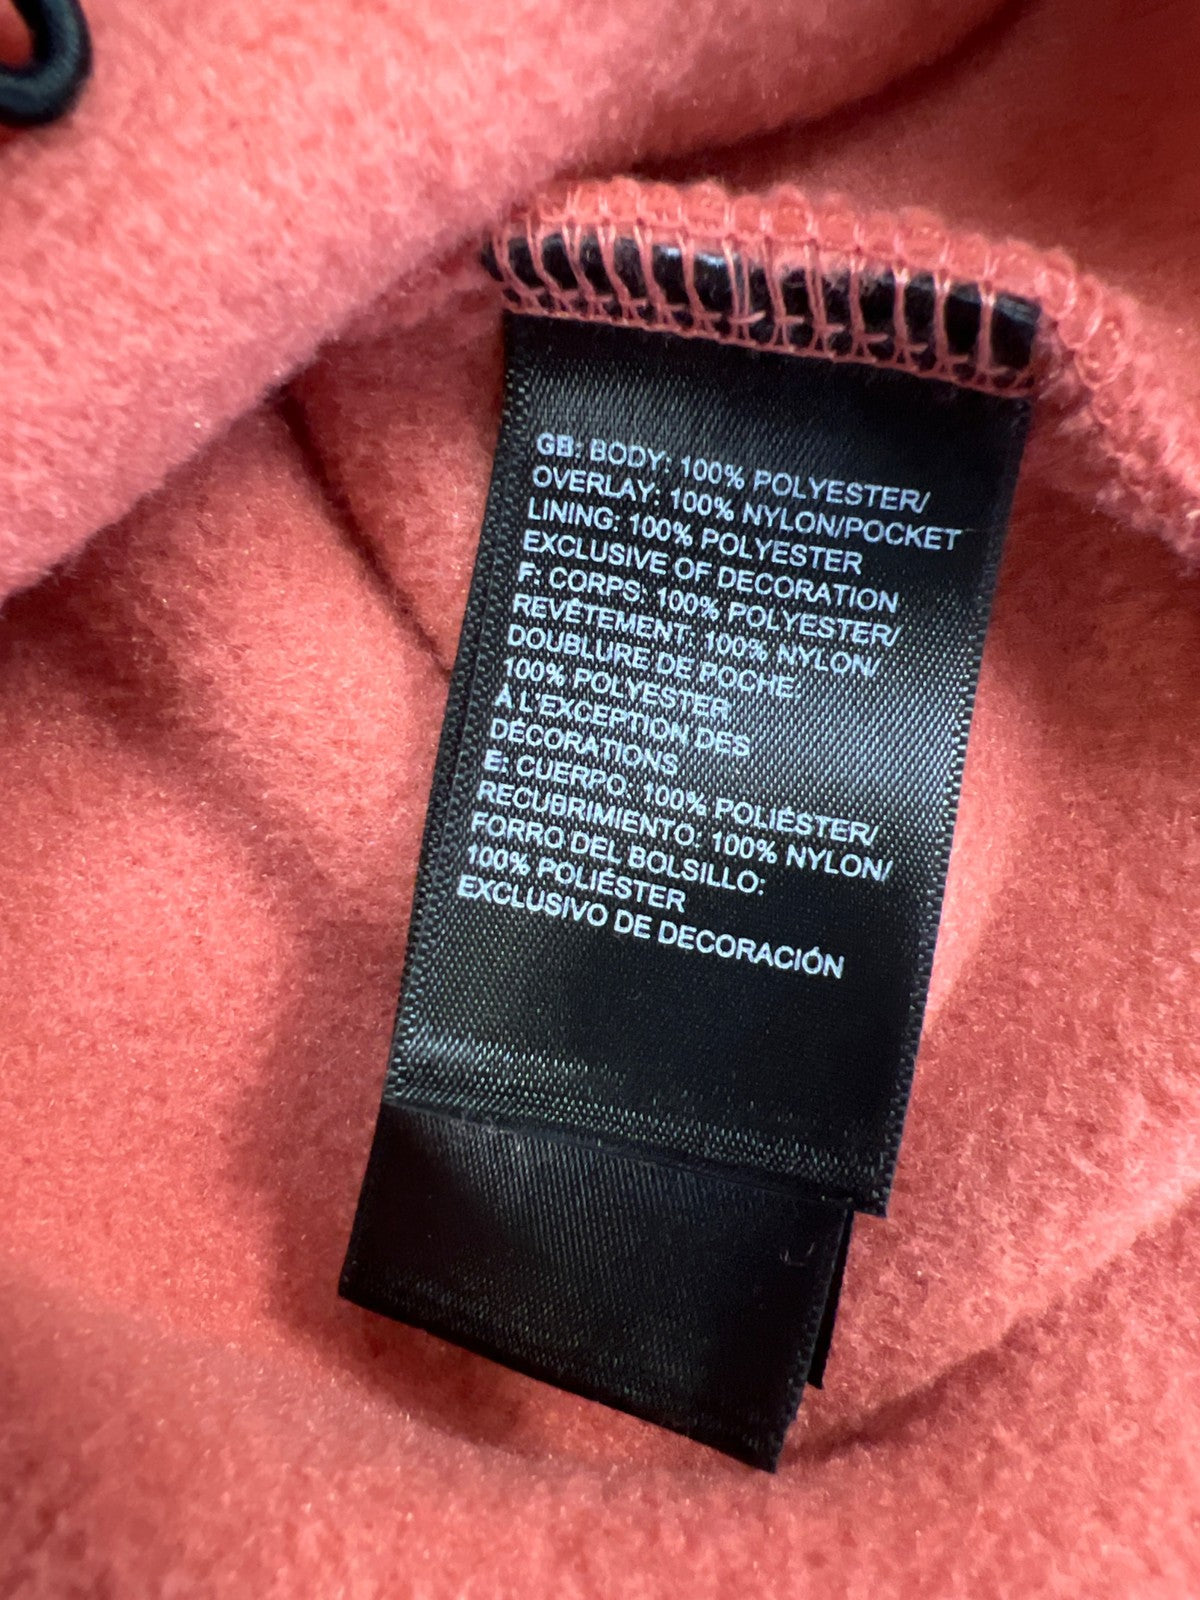 GB: BODY: 100% POLYESTER/
OVERLAY: 100% NYLON/POCKET
LINING: 100% POLYESTER
EXCLUSIVE OF DECORATION
F: CORPS: 100% POLYESTER/
REVÊTEMENT: 100% NYLON/
DOUBLURE DE POCHE:
100% POLYESTER
À L'EXCEPTION DES
DÉCORATIONS
E: CUERPO: 100% POLIÉSTER/
RECUBRIMIENTO: 100% NYLON/
FORRO DEL BOLSILLO:
100% POLIÉSTER
EXCLUSIVO DE DECORACIÓN